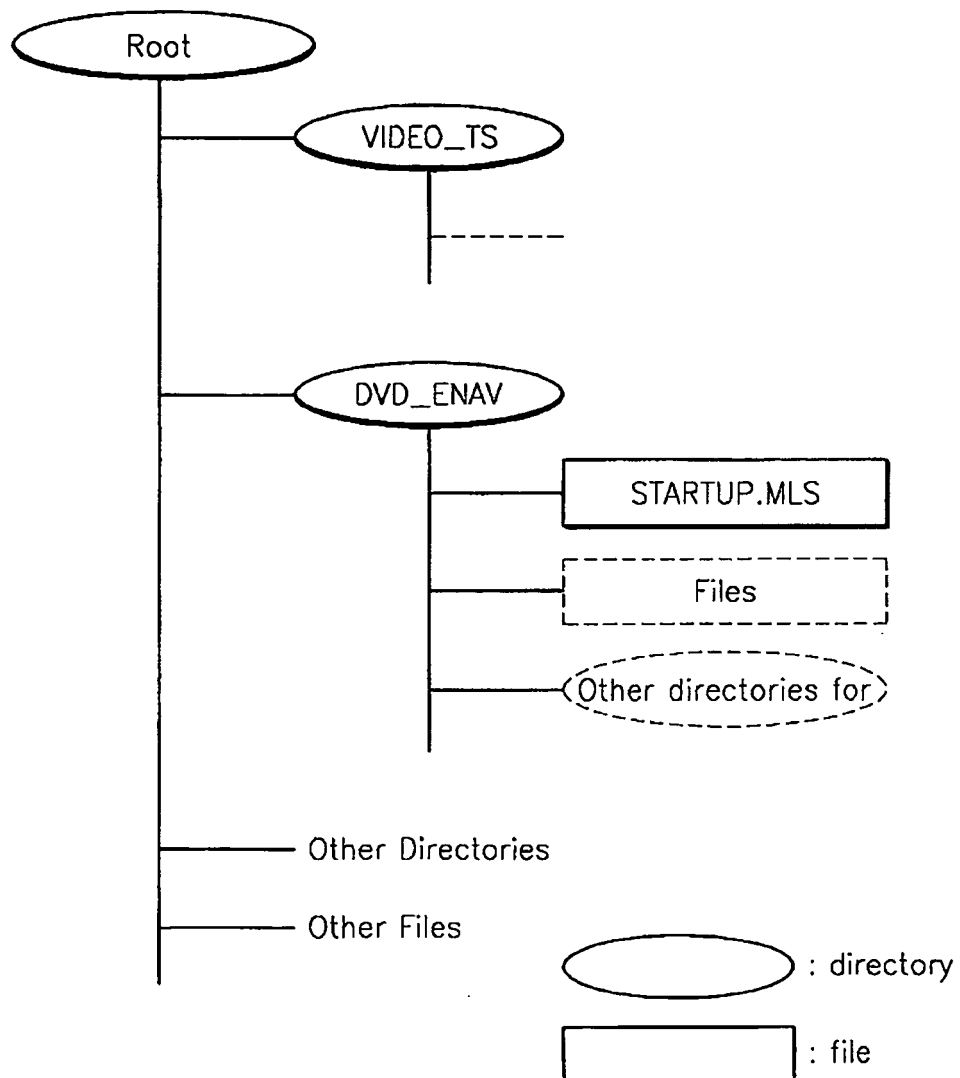 Root
VIDEO_TS
DVD_ENAV
STARTUP.MLS
Files
Other directories for
Other Directories
Other Files
: directory
: file